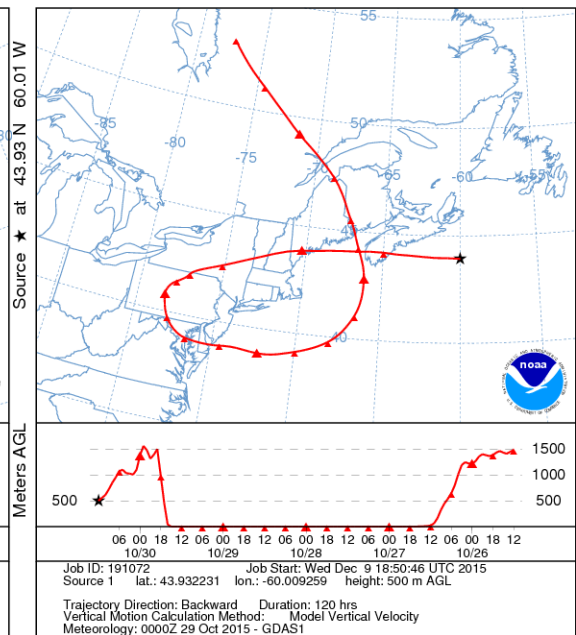 Source ★ at 43.93 N 60.01 W
55
-85
-80
50
-75
-70
-65
-60
-55
45
40
noaa
Meters AGL
1500
1000
500
500
06 00 18 12 06 00 18 12 06 00 18 12 06 00 18 12 06 00 18 12
10/30 10/29 10/28 10/27 10/26
Job ID: 191072 Job Start: Wed Dec 9 18:50:46 UTC 2015
Source 1 lat.: 43.932231 lon.: -60.009259 height: 500 m AGL
Trajectory Direction: Backward Duration: 120 hrs
Vertical Motion Calculation Method: Model Vertical Velocity
Meteorology: 0000Z 29 Oct 2015 - GDAS1